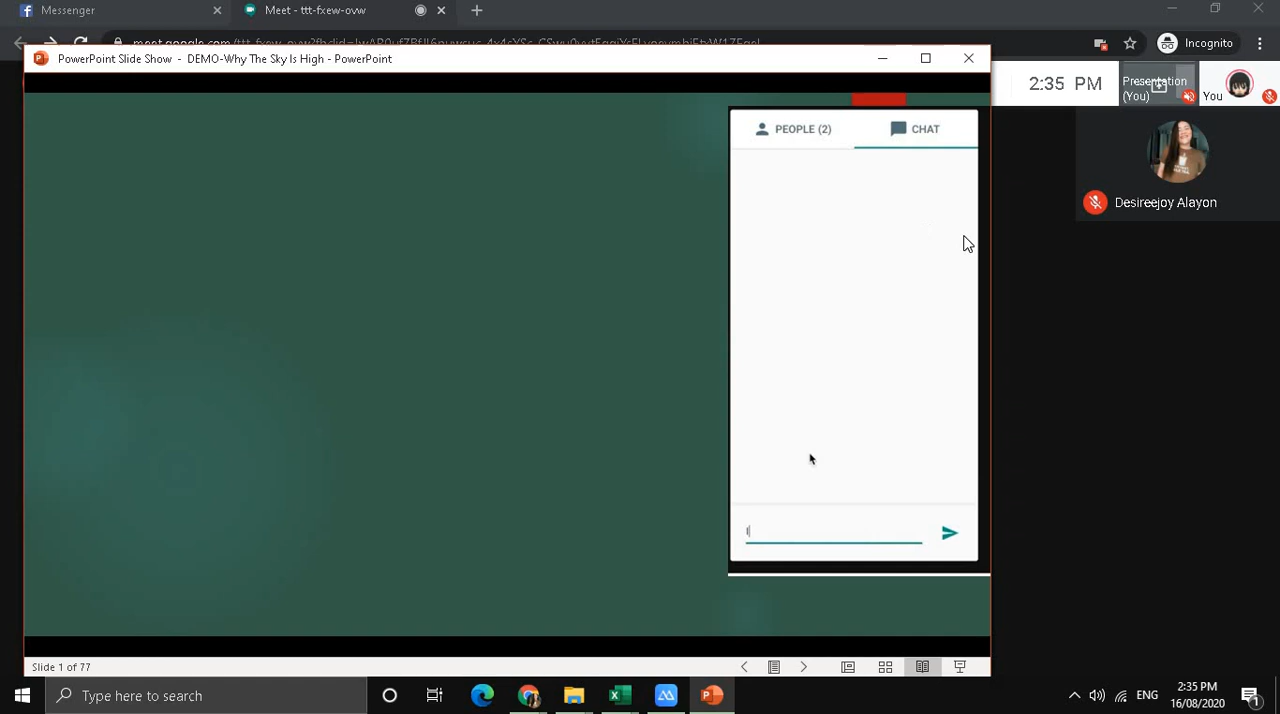 Messenger
Meet - ttt-fxew-ovw
Incognito
PowerPoint Slide Show - DEMO-Why The Sky Is High - PowerPoint
2:35 PM
Presentation
(You)
You
PEOPLE (2)
CHAT
Desireejoy Alayon
Slide 1 of 77
Type here to search
ENG
2:35 PM
16/08/2020
1